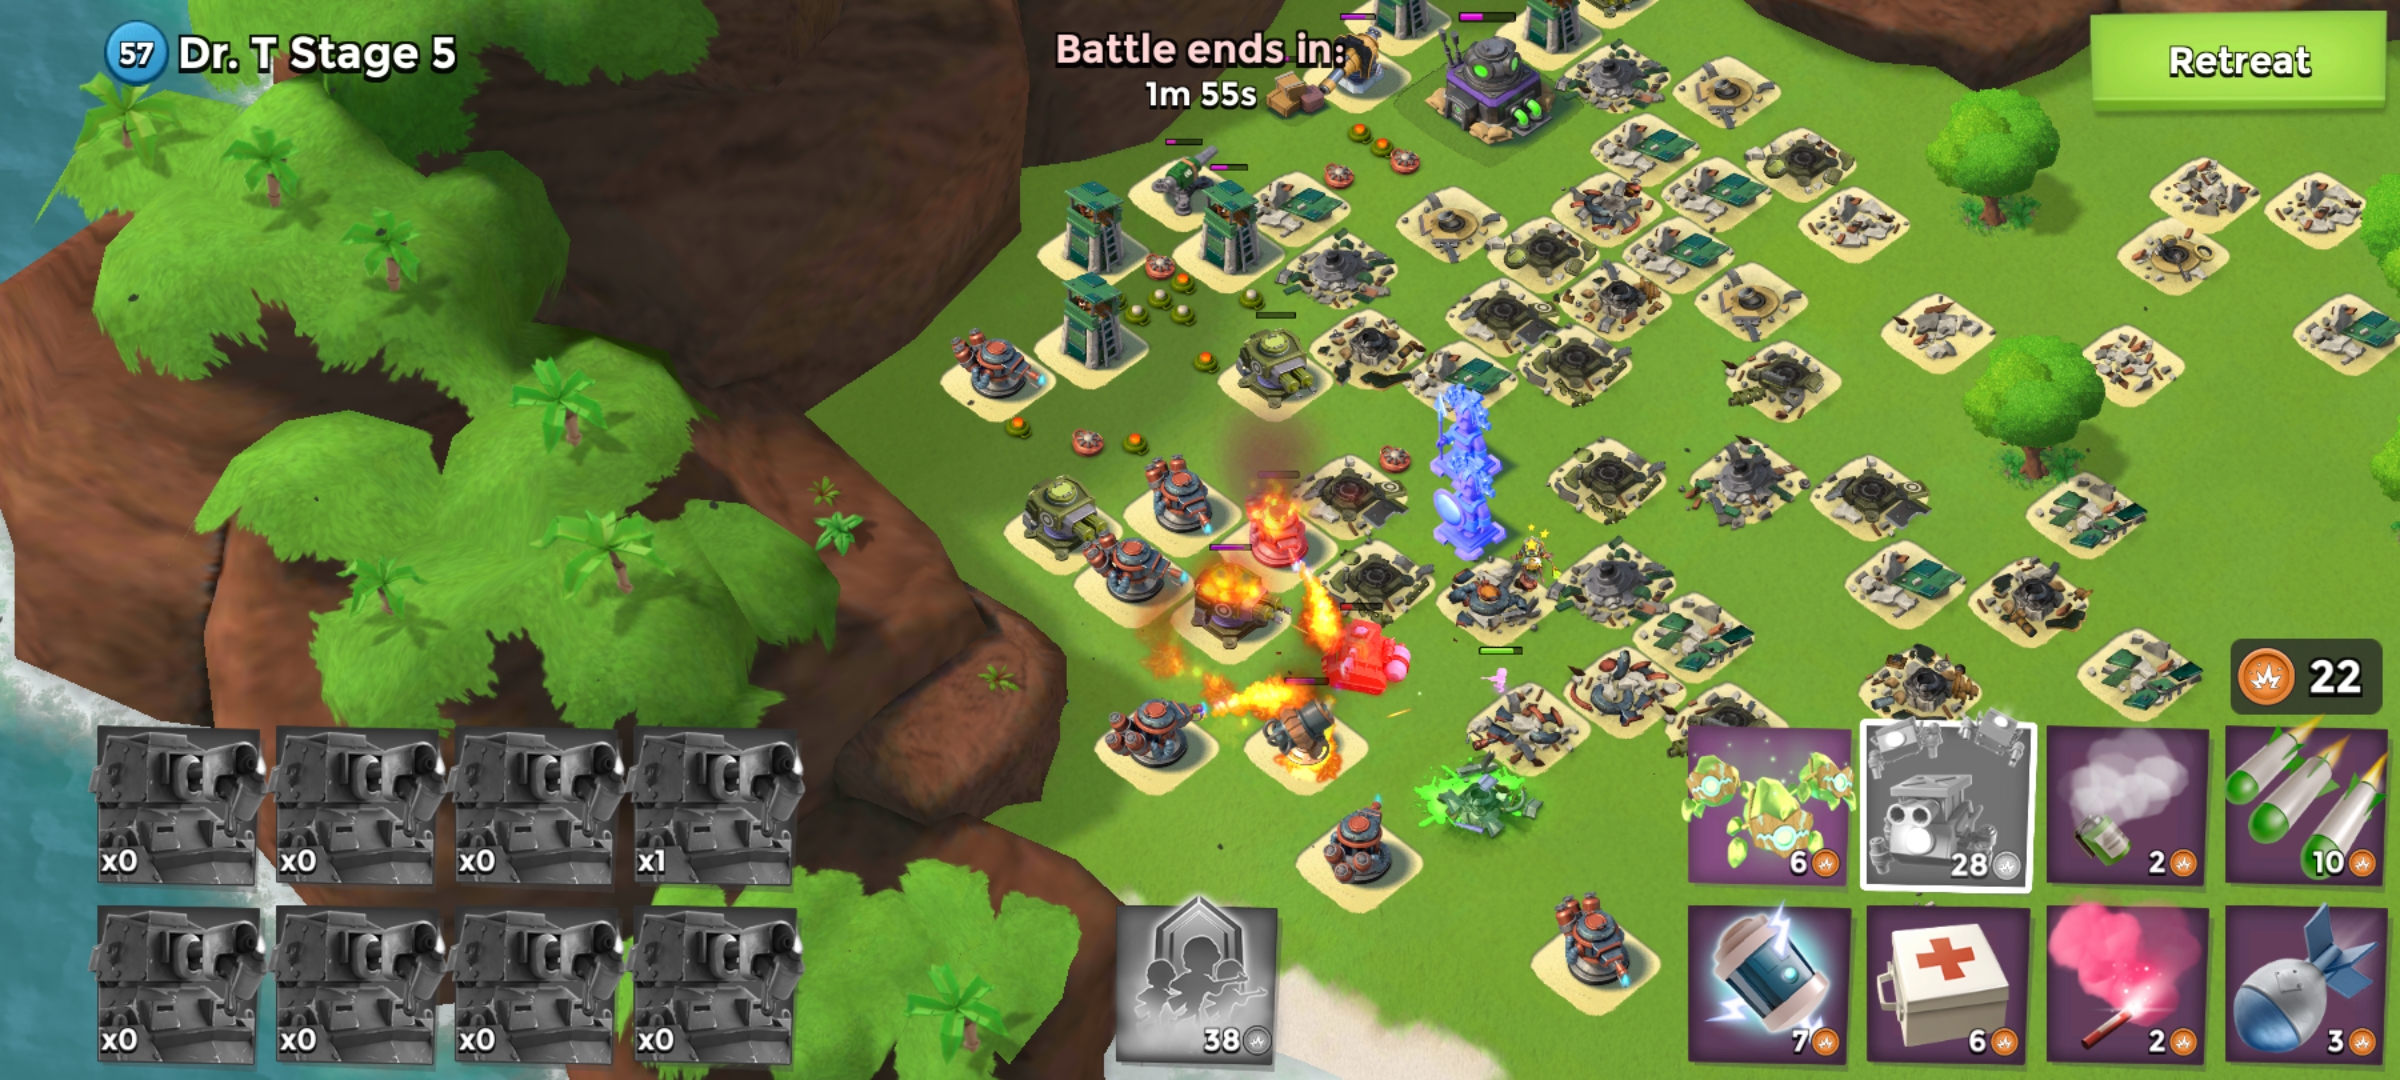 57 Dr. T Stage 5
Battle ends in:
1m 55s
Retreat
22
x0 x0 x0 x1
6 28 2 10
x0 x0 x0 x0
38
7 6 2 3